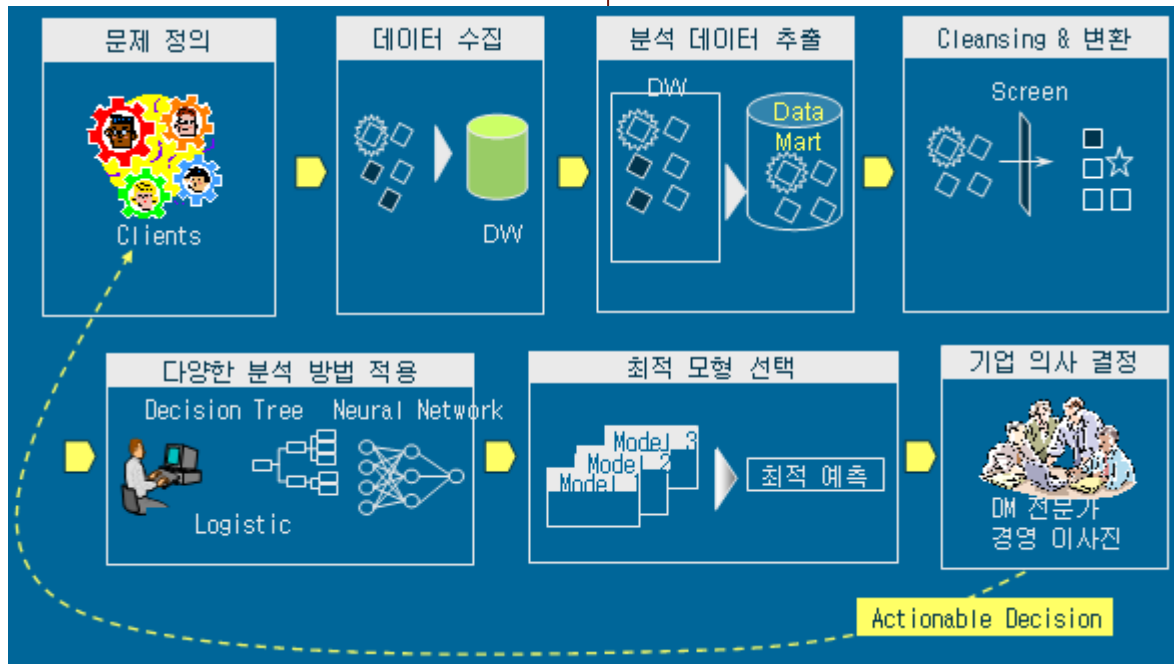 문제 정의
Clients
데이터 수집
DW
분석 데이터 추출
DW
Data
Mart
Cleansing & 변환
Screen
다양한 분석 방법 적용
Decision Tree
Neural Network
Logistic
최적 모형 선택
Model 3
Model 2
Model 1
최적 예측
기업 의사 결정
DM 전문가
경영 이사진
Actionable Decision